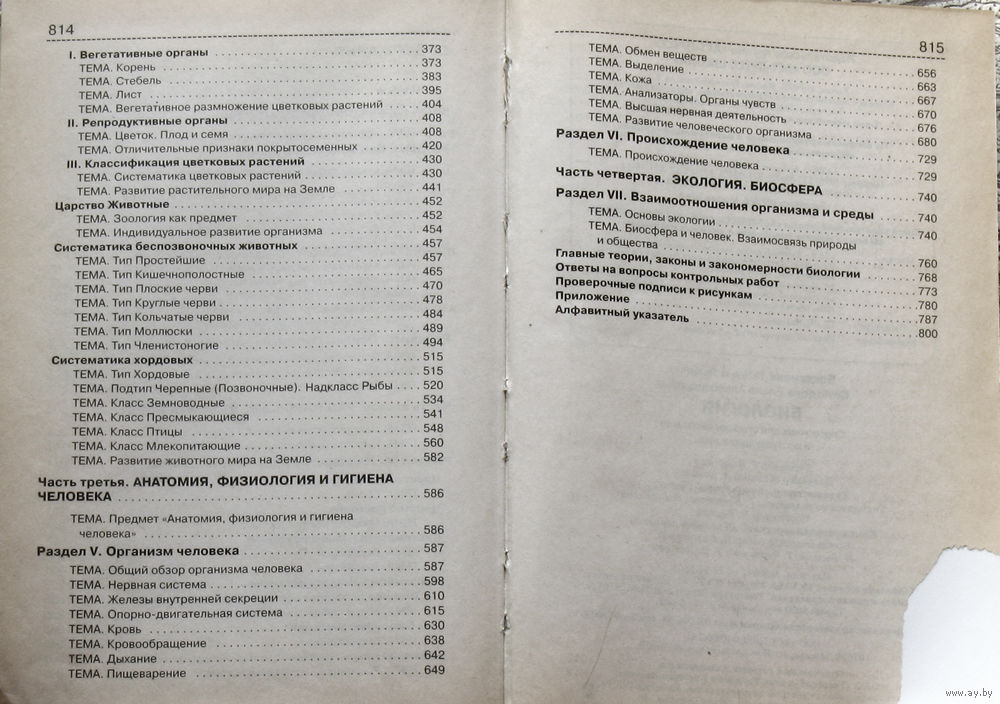 814
I. Вегетативные органы . . . . . . . . . . . . . . . . . . . . . . . . . . 373
ТЕМА. Корень . . . . . . . . . . . . . . . . . . . . . . . . . . 373
ТЕМА. Стебель . . . . . . . . . . . . . . . . . . . . . . . . . . 383
ТЕМА. Лист . . . . . . . . . . . . . . . . . . . . . . . . . . 395
ТЕМА. Вегетативное размножение цветковых растений . . . . . 404
II. Репродуктивные органы . . . . . . . . . . . . . . . . . . . . 408
ТЕМА. Цветок. Плод и семя . . . . . . . . . . . . . . . . . . . . 408
ТЕМА. Отличительные признаки покрытосеменных . . . . . . . . 420
III. Классификация цветковых растений . . . . . . . . . . . . 430
ТЕМА. Систематика цветковых растений . . . . . . . . . . . . 430
ТЕМА. Развитие растительного мира на Земле . . . . . . . . 441
Царство Животные . . . . . . . . . . . . . . . . . . . . . . . . . . 452
ТЕМА. Зоология как предмет . . . . . . . . . . . . . . . . . . . . 452
ТЕМА. Индивидуальное развитие организма . . . . . . . . . . 454
Систематика беспозвоночных животных . . . . . . . . . . . . 457
ТЕМА. Тип Простейшие . . . . . . . . . . . . . . . . . . . . 457
ТЕМА. Тип Кишечнополостные . . . . . . . . . . . . . . . . . . 465
ТЕМА. Тип Плоские черви . . . . . . . . . . . . . . . . . . . . 470
ТЕМА. Тип Круглые черви . . . . . . . . . . . . . . . . . . . . 478
ТЕМА. Тип Кольчатые черви . . . . . . . . . . . . . . . . . . 484
ТЕМА. Тип Моллюски . . . . . . . . . . . . . . . . . . . . 489
ТЕМА. Тип Членистоногие . . . . . . . . . . . . . . . . . . 494
Систематика хордовых . . . . . . . . . . . . . . . . . . . . 515
ТЕМА. Тип Хордовые . . . . . . . . . . . . . . . . . . . . 515
ТЕМА. Подтип Черепные (Позвоночные). Надкласс Рыбы . . . . 520
ТЕМА. Класс Земноводные . . . . . . . . . . . . . . . . . . 534
ТЕМА. Класс Пресмыкающиеся . . . . . . . . . . . . . . . . 541
ТЕМА. Класс Птицы . . . . . . . . . . . . . . . . . . . . 548
ТЕМА. Класс Млекопитающие . . . . . . . . . . . . . . . . 560
ТЕМА. Развитие животного мира на Земле . . . . . . . . . . 582
Часть третья. АНАТОМИЯ, ФИЗИОЛОГИЯ И ГИГИЕНА
ЧЕЛОВЕКА . . . . . . . . . . . . . . . . . . . . . . . . . . 586
ТЕМА. Предмет «Анатомия, физиология и гигиена
человека» . . . . . . . . . . . . . . . . . . . . . . . . . . 586
Раздел V. Организм человека . . . . . . . . . . . . . . . . 587
ТЕМА. Общий обзор организма человека . . . . . . . . . . 587
ТЕМА. Нервная система . . . . . . . . . . . . . . . . . . 598
ТЕМА. Железы внутренней секреции . . . . . . . . . . . . 610
ТЕМА. Опорно-двигательная система . . . . . . . . . . . . 615
ТЕМА. Кровь . . . . . . . . . . . . . . . . . . . . . . . . 630
ТЕМА. Кровообращение . . . . . . . . . . . . . . . . . . 638
ТЕМА. Дыхание . . . . . . . . . . . . . . . . . . . . . . 642
ТЕМА. Пищеварение . . . . . . . . . . . . . . . . . . . . 649
815
ТЕМА. Обмен веществ . . . . . . . . . . . . . . . . . . 656
ТЕМА. Выделение . . . . . . . . . . . . . . . . . . . . 663
ТЕМА. Кожа . . . . . . . . . . . . . . . . . . . . . . 667
ТЕМА. Анализаторы. Органы чувств . . . . . . . . . . . . 670
ТЕМА. Высшая нервная деятельность . . . . . . . . . . . . 676
ТЕМА. Развитие человеческого организма . . . . . . . . . . 680
Раздел VI. Происхождение человека . . . . . . . . . . . . 729
ТЕМА. Происхождение человека . . . . . . . . . . . . . . 729
Часть четвертая. ЭКОЛОГИЯ. БИОСФЕРА . . . . . . . . . . 740
Раздел VII. Взаимоотношения организма и среды . . . . . . 740
ТЕМА. Основы экологии . . . . . . . . . . . . . . . . . . 740
ТЕМА. Биосфера и человек. Взаимосвязь природы
и общества . . . . . . . . . . . . . . . . . . . . . . 760
Главные теории, законы и закономерности биологии . . . . . . 768
Ответы на вопросы контрольных работ . . . . . . . . . . 773
Проверочные подписи к рисункам . . . . . . . . . . . . 780
Приложение . . . . . . . . . . . . . . . . . . . . . . 787
Алфавитный указатель . . . . . . . . . . . . . . . . . . 800
www.ay.by